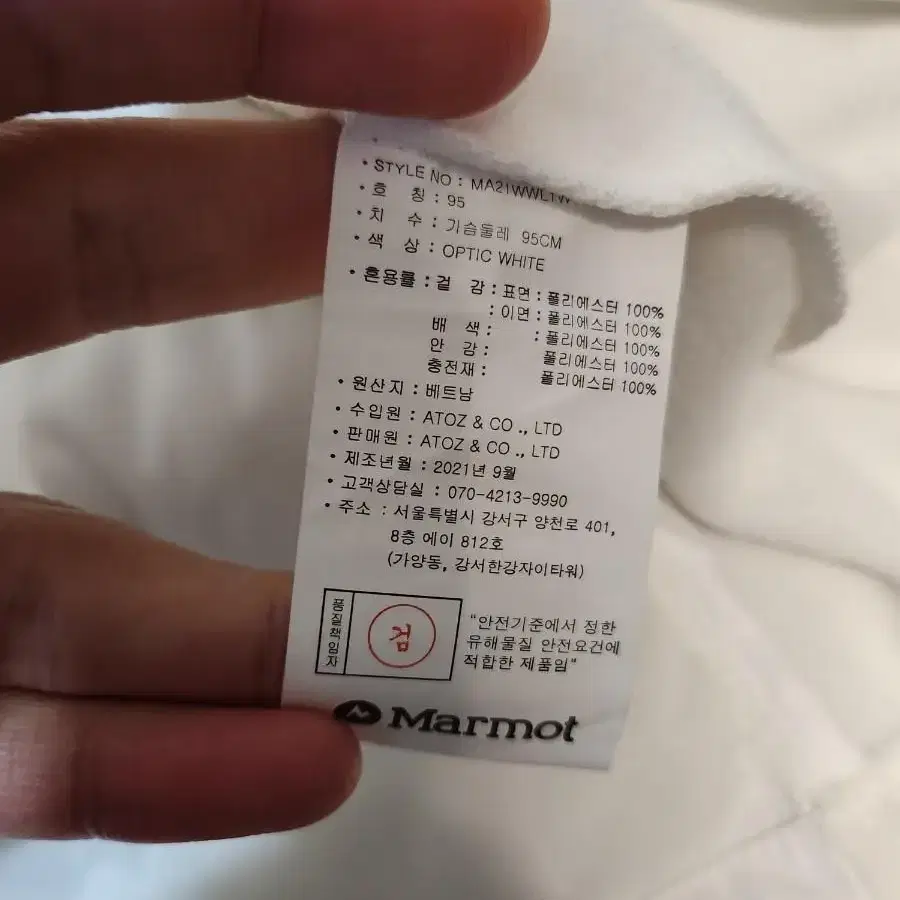 • STYLE NO : MA21WWL1W
• 호 칭 : 95
• 치 수 : 가슴둘레 95CM
• 색 상 : OPTIC WHITE
• 혼용률 : 겉 감 : 표면 : 폴리에스터 100%
: 이면 : 폴리에스터 100%
배 색 : : 폴리에스터 100%
안 감 : 폴리에스터 100%
충전재 : 폴리에스터 100%
• 원산지 : 베트남
• 수입원 : ATOZ & CO ., LTD
• 판매원 : ATOZ & CO ., LTD
• 제조년월 : 2021년 9월
• 고객상담실 : 070-4213-9990
• 주소 : 서울특별시 강서구 양천로 401,
8층 에이 812호
(가양동, 강서한강자이타워)
품질책임자
검
"안전기준에서 정한
유해물질 안전요건에
적합한 제품임"
Marmot